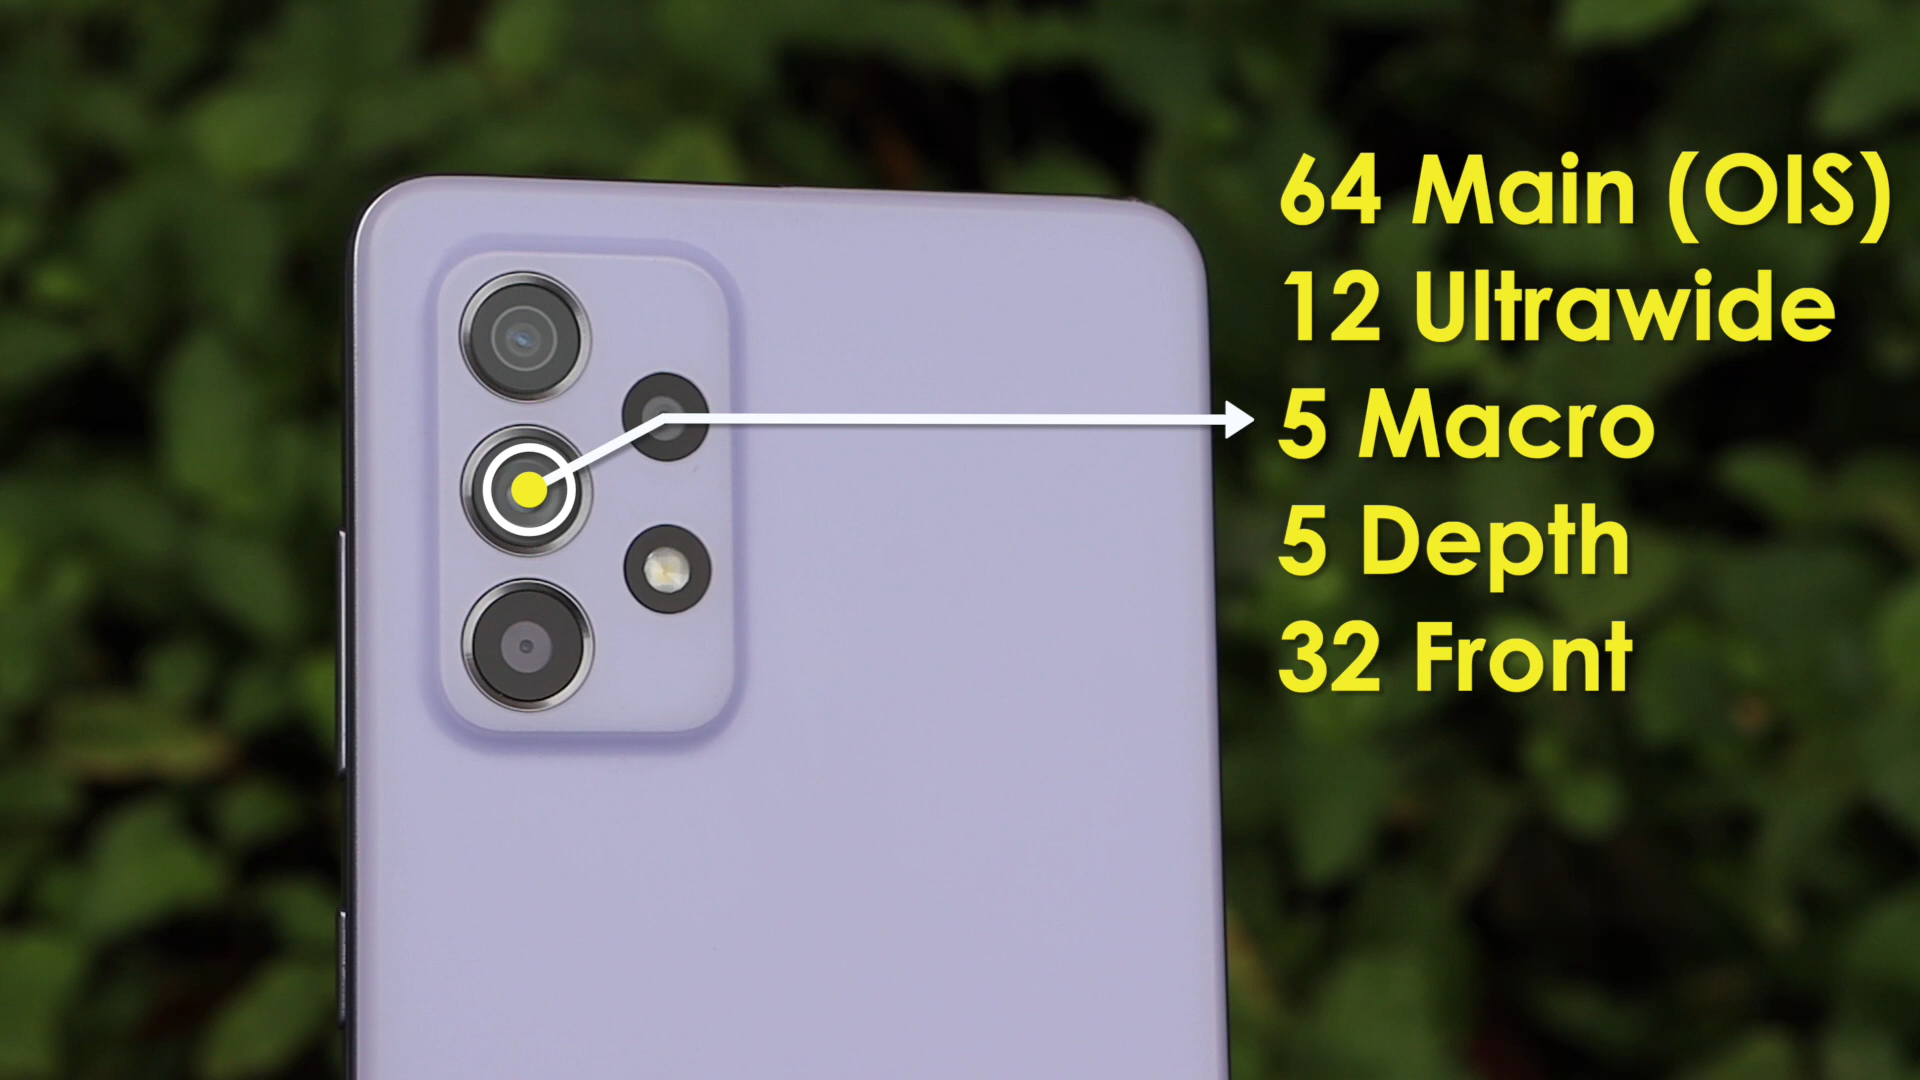 64 Main (OIS)
12 Ultrawide
5 Macro
5 Depth
32 Front